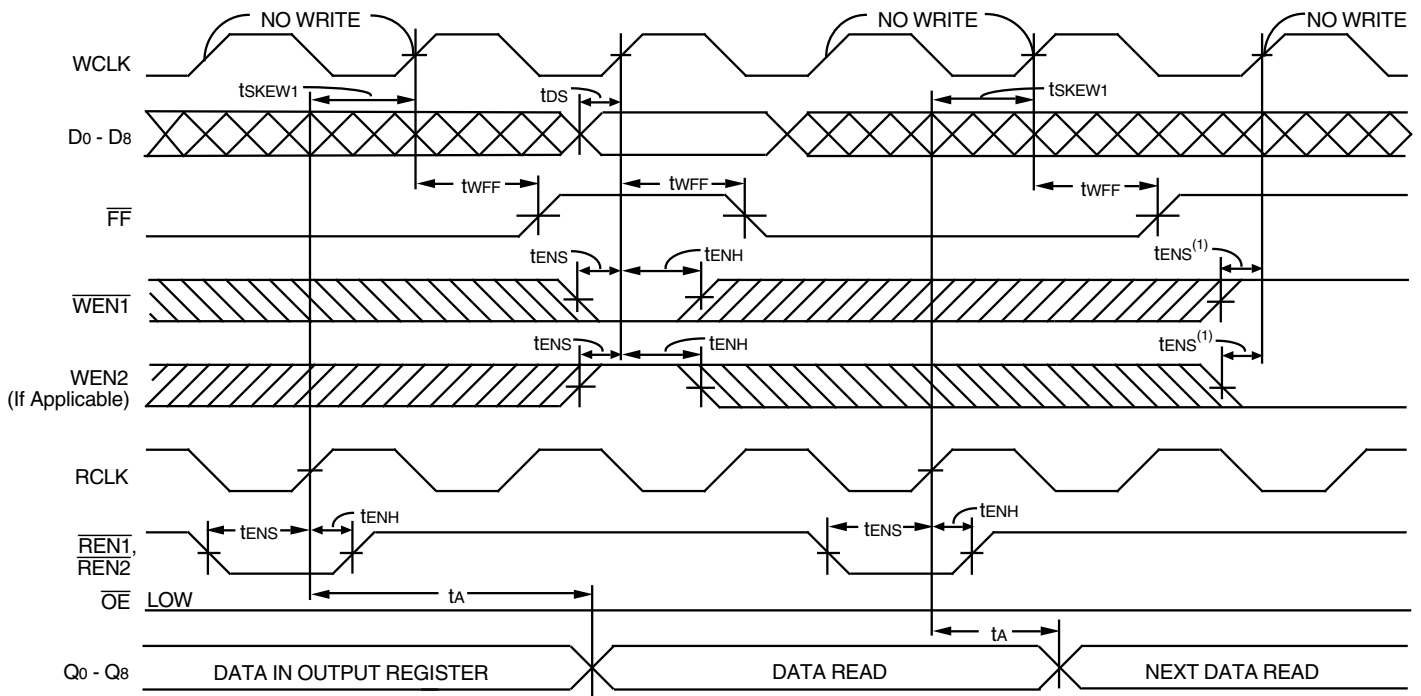 NO WRITE NO WRITE NO WRITE
WCLK
tSKEW1 tDS tSKEW1
D0 - D8
tWFF tWFF tWFF
FF
tENS tENH tENS(1)
WEN1
tENS tENH tENS(1)
WEN2
(If Applicable)
RCLK
tENS tENH tENS tENH
REN1,
REN2
OE LOW
tA
tA
Q0 - Q8 DATA IN OUTPUT REGISTER DATA READ NEXT DATA READ